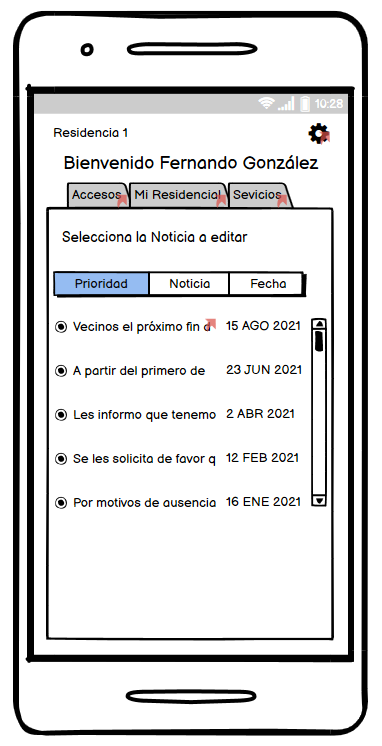 10:28
Residencia 1
Bienvenido Fernando González
Accesos Mi Residencial Sevicios
Selecciona la Noticia a editar
Prioridad Noticia Fecha
Vecinos el próximo fin d 15 AGO 2021
A partir del primero de 23 JUN 2021
Les informo que tenemo 2 ABR 2021
Se les solicita de favor q 12 FEB 2021
Por motivos de ausencia 16 ENE 2021